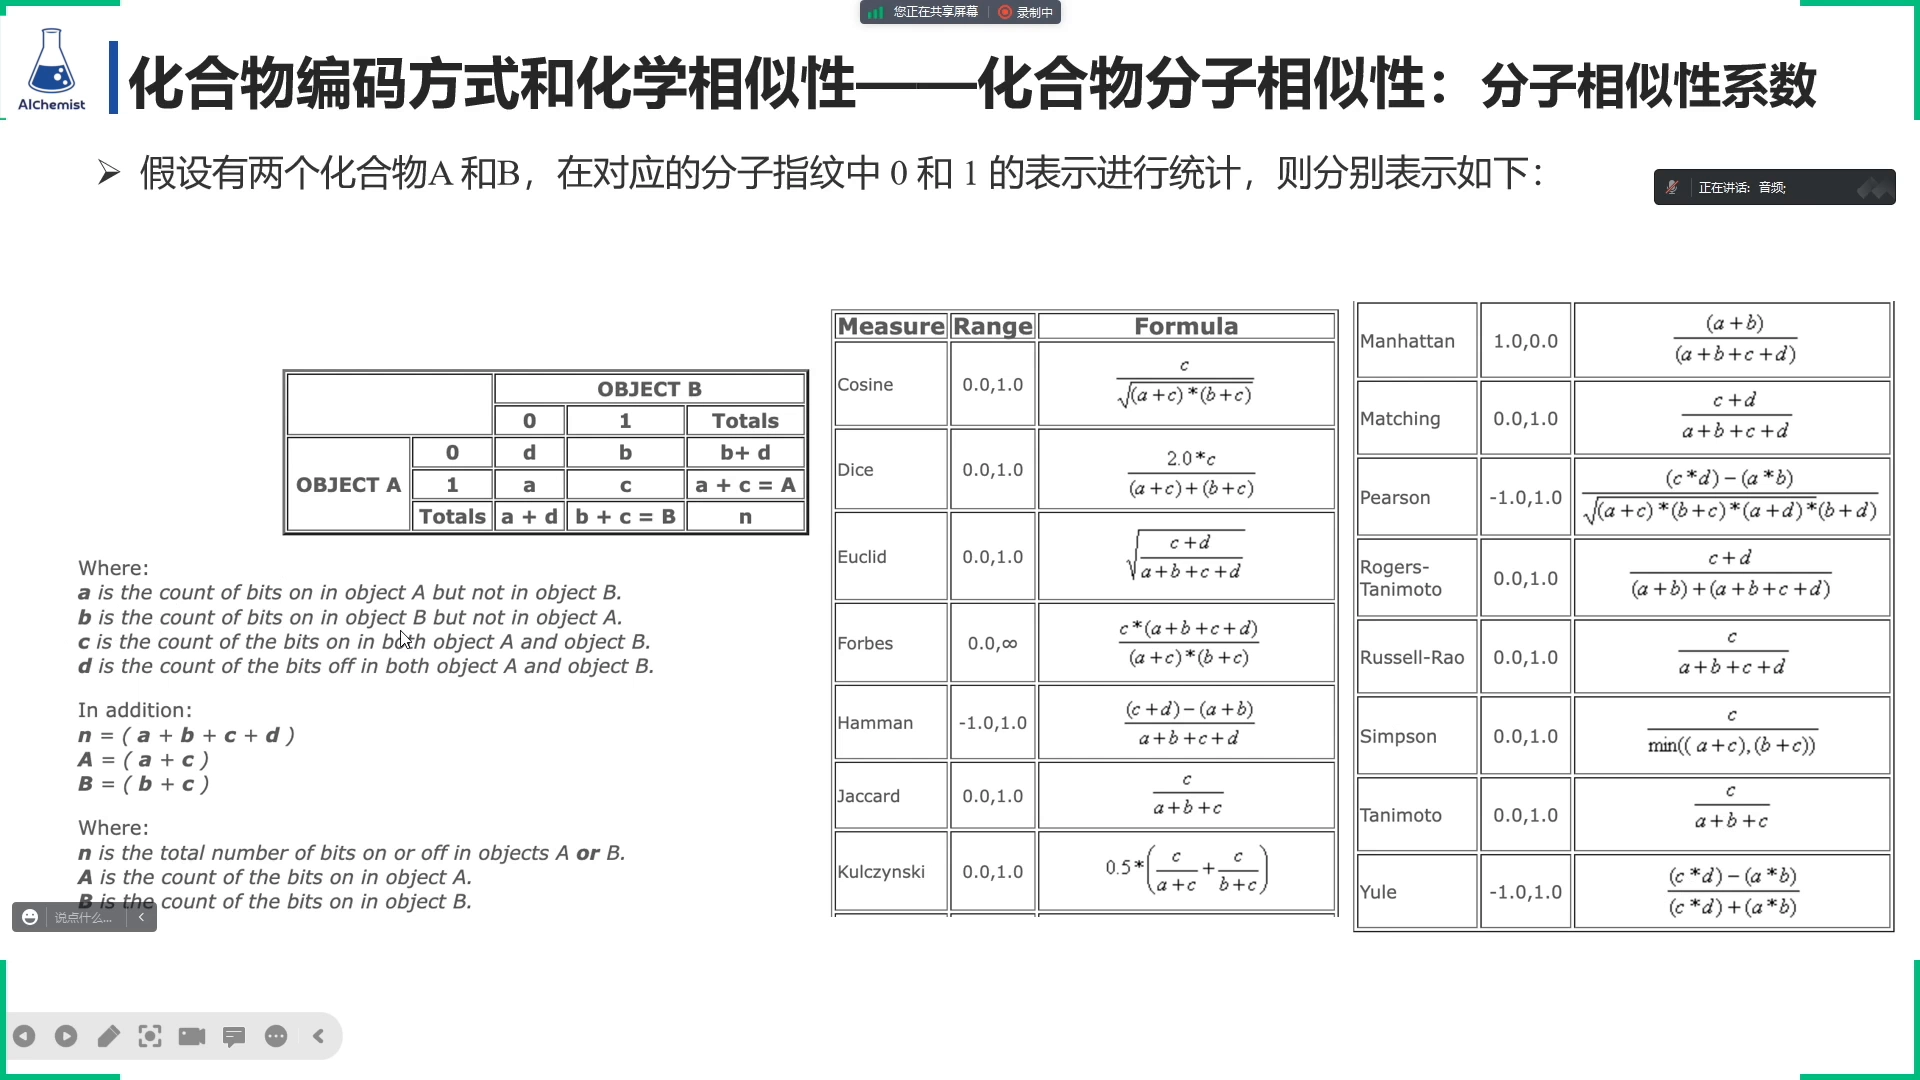 您正在共享屏幕 录制中
AIChemist
化合物编码方式和化学相似性——化合物分子相似性：分子相似性系数
➢ 假设有两个化合物A 和B，在对应的分子指纹中 0 和 1 的表示进行统计，则分别表示如下：
正在讲话: 音频;
OBJECT B
0 1 Totals
OBJECT A
0 d b b+ d
1 a c a + c = A
Totals a + d b + c = B n
Where:
a is the count of bits on in object A but not in object B.
b is the count of bits on in object B but not in object A.
c is the count of the bits on in both object A and object B.
d is the count of the bits off in both object A and object B.
In addition:
n = ( a + b + c + d )
A = ( a + c )
B = ( b + c )
Where:
n is the total number of bits on or off in objects A or B.
A is the count of the bits on in object A.
B is the count of the bits on in object B.
说点什么...
Measure Range Formula
Cosine 0.0,1.0 c / √(a+c)*(b+c)
Dice 0.0,1.0 2.0*c / (a+c)+(b+c)
Euclid 0.0,1.0 √(c+d / a+b+c+d)
Forbes 0.0,∞ c*(a+b+c+d) / (a+c)*(b+c)
Hamman -1.0,1.0 (c+d)-(a+b) / a+b+c+d
Jaccard 0.0,1.0 c / a+b+c
Kulczynski 0.0,1.0 0.5*(c / a+c + c / b+c)
Manhattan 1.0,0.0 (a+b) / (a+b+c+d)
Matching 0.0,1.0 c+d / a+b+c+d
Pearson -1.0,1.0 (c*d)-(a*b) / √(a+c)*(b+c)*(a+d)*(b+d)
Rogers-Tanimoto 0.0,1.0 c+d / (a+b)+(a+b+c+d)
Russell-Rao 0.0,1.0 c / a+b+c+d
Simpson 0.0,1.0 c / min((a+c),(b+c))
Tanimoto 0.0,1.0 c / a+b+c
Yule -1.0,1.0 (c*d)-(a*b) / (c*d)+(a*b)